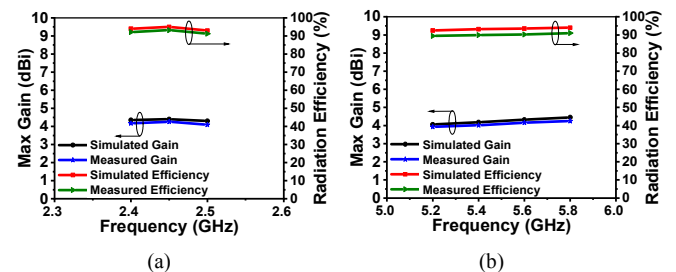 10
9
8
7
6
5
4
3
2
1
0
Max Gain (dBi)
100
90
80
70
60
50
40
30
20
10
0
Radiation Efficiency (%)
Simulated Gain
Measured Gain
Simulated Efficiency
Measured Efficiency
2.3 2.4 2.5 2.6
Frequency (GHz)
(a)
10
9
8
7
6
5
4
3
2
1
0
Max Gain (dBi)
100
90
80
70
60
50
40
30
20
10
0
Radiation Efficiency (%)
Simulated Gain
Measured Gain
Simulated Efficiency
Measured Efficiency
5.0 5.2 5.4 5.6 5.8 6.0
Frequency (GHz)
(b)